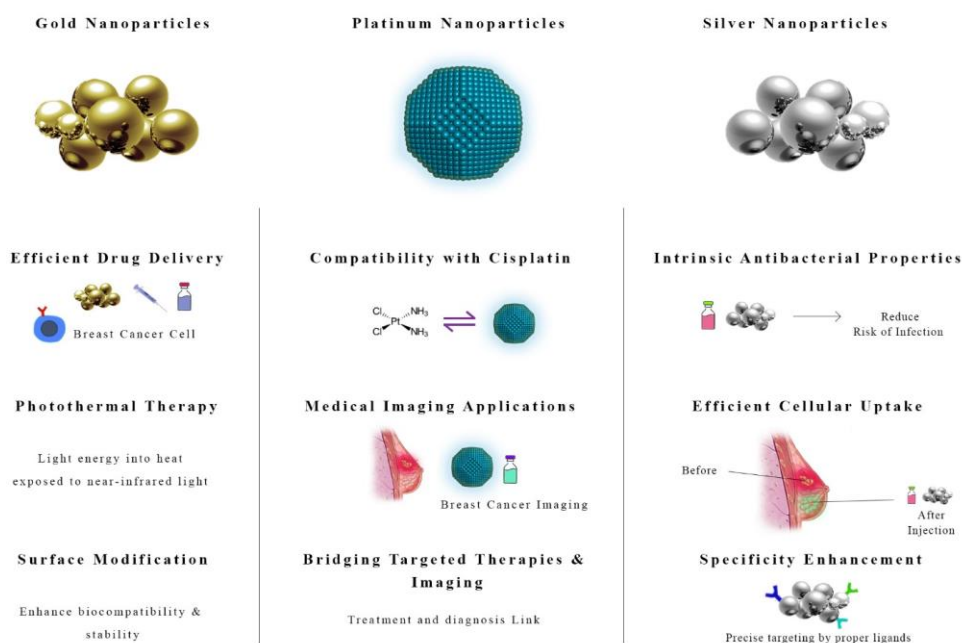 Gold Nanoparticles
Platinum Nanoparticles
Silver Nanoparticles
Efficient Drug Delivery
Breast Cancer Cell
Photothermal Therapy
Light energy into heat
exposed to near-infrared light
Surface Modification
Enhance biocompatibility &
stability
Compatibility with Cisplatin
Cl
NH₃
Pt
Cl
NH₃
Medical Imaging Applications
Breast Cancer Imaging
Bridging Targeted Therapies &
Imaging
Treatment and diagnosis Link
Intrinsic Antibacterial Properties
Reduce
Risk of Infection
Efficient Cellular Uptake
Before
After
Injection
Specificity Enhancement
Precise targeting by proper ligands